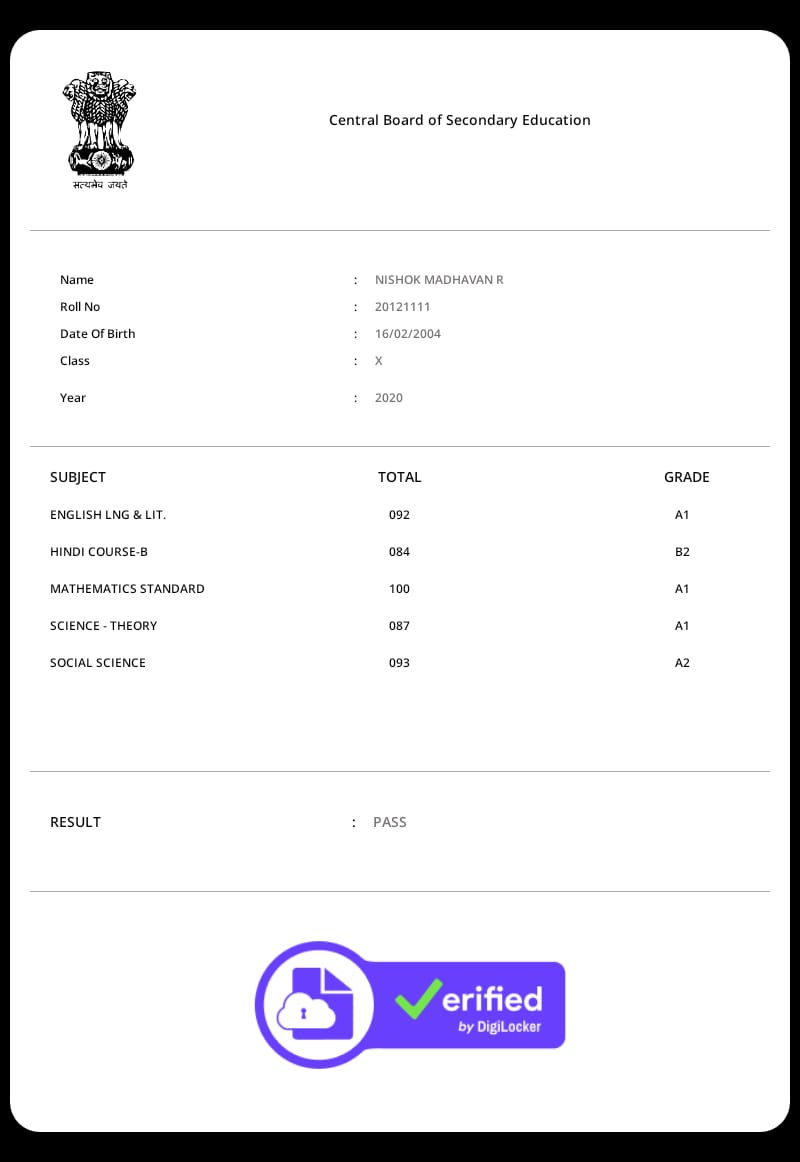 सत्यमेव जयते
Central Board of Secondary Education
Name : NISHOK MADHAVAN R
Roll No : 20121111
Date Of Birth : 16/02/2004
Class : X
Year : 2020
SUBJECT TOTAL GRADE
ENGLISH LNG & LIT. 092 A1
HINDI COURSE-B 084 B2
MATHEMATICS STANDARD 100 A1
SCIENCE - THEORY 087 A1
SOCIAL SCIENCE 093 A2
RESULT : PASS
erified
by DigiLocker